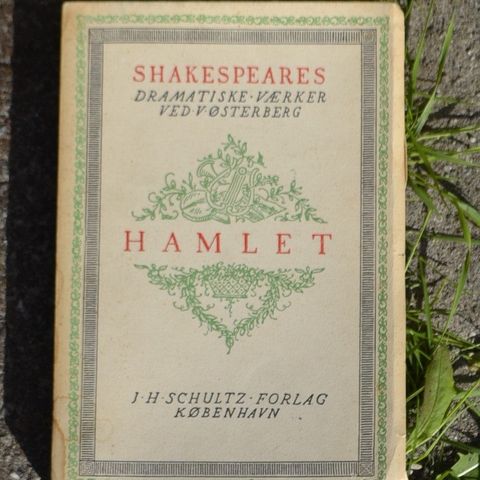 SHAKESPEARES
DRAMATISKE·VÆRKER
VED·V·ØSTERBERG
HAMLET
J·H·SCHULTZ·FORLAG
KØBENHAVN